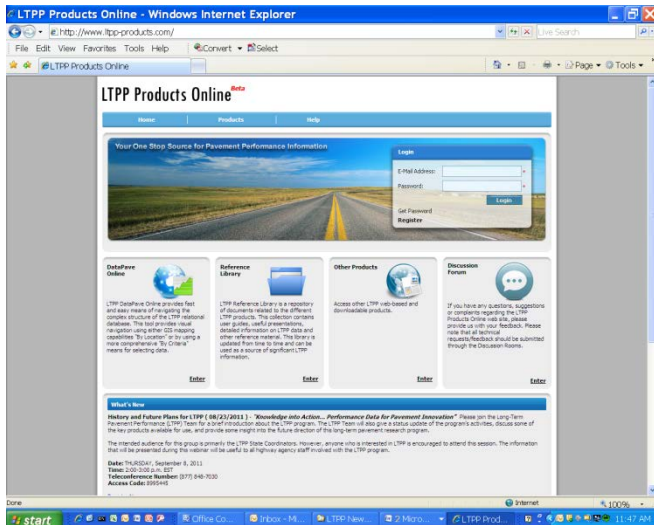 LTPP Products Online - Windows Internet Explorer
http://www.ltpp-products.com/
Live Search
File Edit View Favorites Tools Help
Convert Select
LTPP Products Online
Page Tools
LTPP Products Online Beta
Home Products Help
Your One Stop Source for Pavement Performance Information
Login
E-Mail Address:
Password:
Login
Get Password
Register
DataPave
Online
LTPP DataPave Online provides fast
and easy means of navigating the
complex structure of the LTPP relational
database. This tool provides visual
navigation using either GIS mapping
capabilities "By Location" or by using a
more comprehensive "By Criteria"
means for selecting data.
Enter
Reference
Library
LTPP Reference Library is a repository
of documents related to the different
LTPP products. This collection contains
user guides, useful presentations,
detailed information on LTPP data and
other reference material. This library is
updated from time to time and can be
used as a source of significant LTPP
information.
Enter
Other Products
Access other LTPP web-based and
downloadable products.
Enter
Discussion
Forum
If you have any questions, suggestions
or complaints regarding the LTPP
Products Online web site, please
provide us with your feedback. Please
note that all technical
requests/feedback should be submitted
through the Discussion Rooms.
Enter
What's New
History and Future Plans for LTPP ( 08/23/2011 ) - "Knowledge into Action... Performance Data for Pavement Innovation" Please join the Long-Term
Pavement Performance (LTPP) Team for a brief introduction about the LTPP program. The LTPP Team will also give a status update of the program's activities, discuss some of
the key products available for use, and provide some insight into the future direction of this long-term pavement research program.
The intended audience for this group is primarily the LTPP State Coordinators. However, anyone who is interested in LTPP is encouraged to attend this session. The information
that will be presented during this webinar will be useful to all highway agency staff involved with the LTPP program.
Date: THURSDAY, September 8, 2011
Time: 2:00-3:00 p.m. EST
Teleconference Number: (877) 848-7030
Access Code: 8995445
Done
Internet
100%
start
Office Co...
Inbox - Mi...
LTPP New...
2 Micro...
LTPP Prod...
11:47 AM